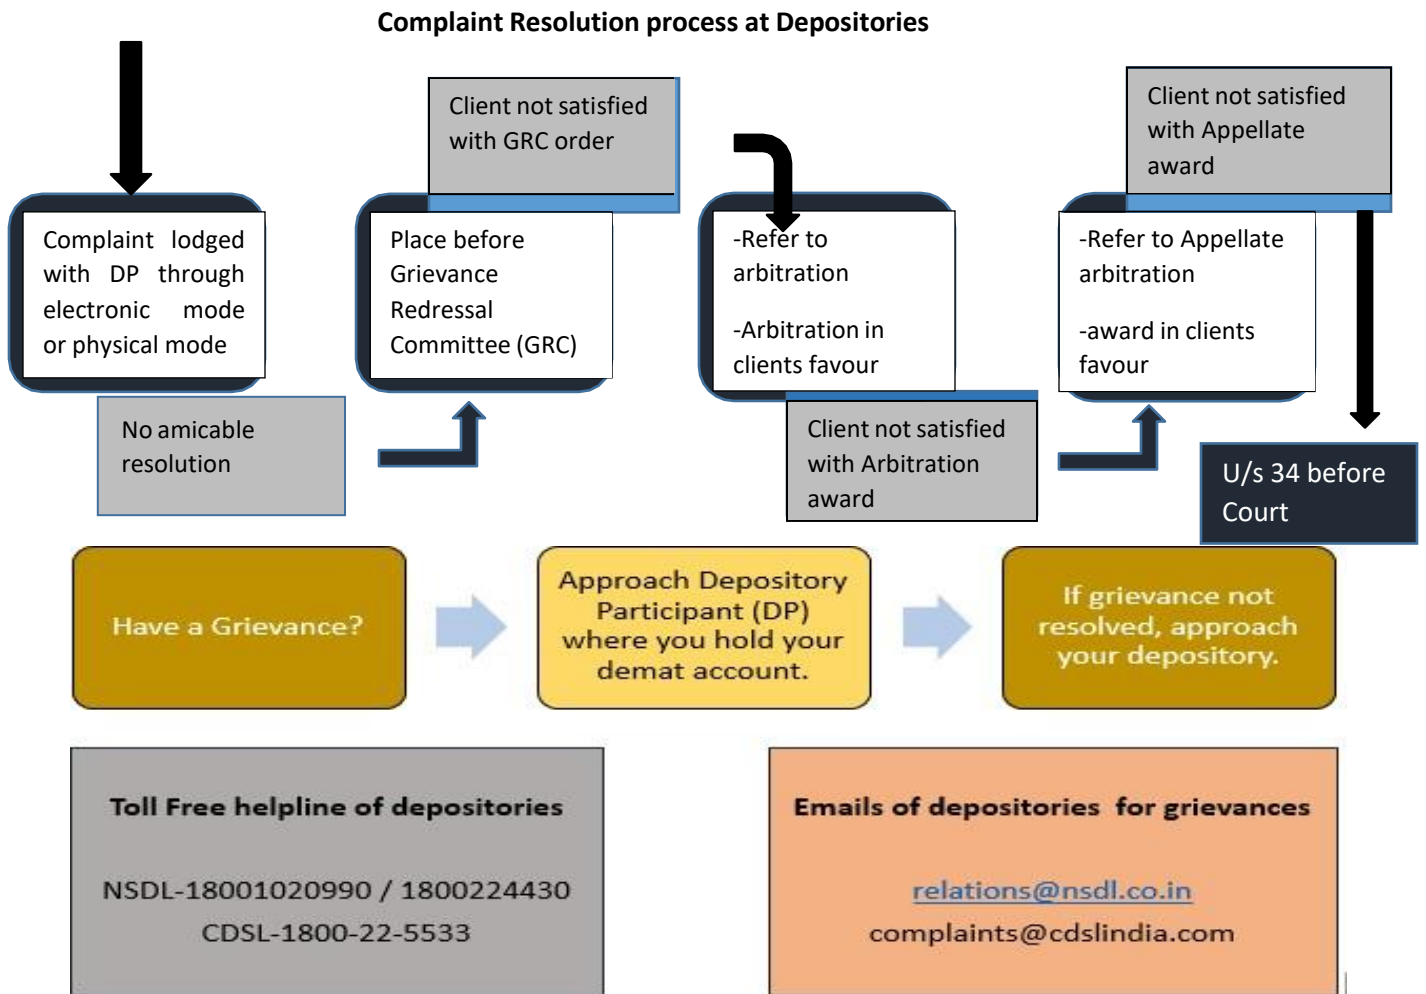 Complaint Resolution process at Depositories
Client not satisfied
with GRC order
Client not satisfied
with Appellate
award
Complaint lodged
with DP through
electronic mode
or physical mode
Place before
Grievance
Redressal
Committee (GRC)
-Refer to
arbitration
-Arbitration in
clients favour
-Refer to Appellate
arbitration
-award in clients
favour
No amicable
resolution
Client not satisfied
with Arbitration
award
U/s 34 before
Court
Have a Grievance?
Approach Depository
Participant (DP)
where you hold your
demat account.
If grievance not
resolved, approach
your depository.
Toll Free helpline of depositories
NSDL-18001020990 / 1800224430
CDSL-1800-22-5533
Emails of depositories for grievances
relations@nsdl.co.in
complaints@cdslindia.com